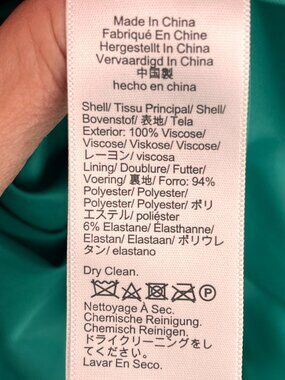 Made In China
Fabriqué En Chine
Hergestellt In China
Vervaardigd In China
中国製
hecho en china
Shell/ Tissu Principal/ Shell/
Bovenstof/ 表地/ Tela
Exterior: 100% Viscose/
Viscose/ Viskose/ Viscose/
レーヨン/ viscosa
Lining/ Doublure/ Futter/
Voering/ 裏地/ Forro: 94%
Polyester/ Polyester/
Polyester/ Polyester/ ポリ
エステル/ poliéster
6% Elastane/ Élasthanne/
Elastan/ Elastaan/ ポリウレ
タン/ elastano
Dry Clean.
P
Nettoyage À Sec.
Chemische Reinigung.
Chemisch Reinigen.
ドライクリーニングをし
てください。
Lavar En Seco.